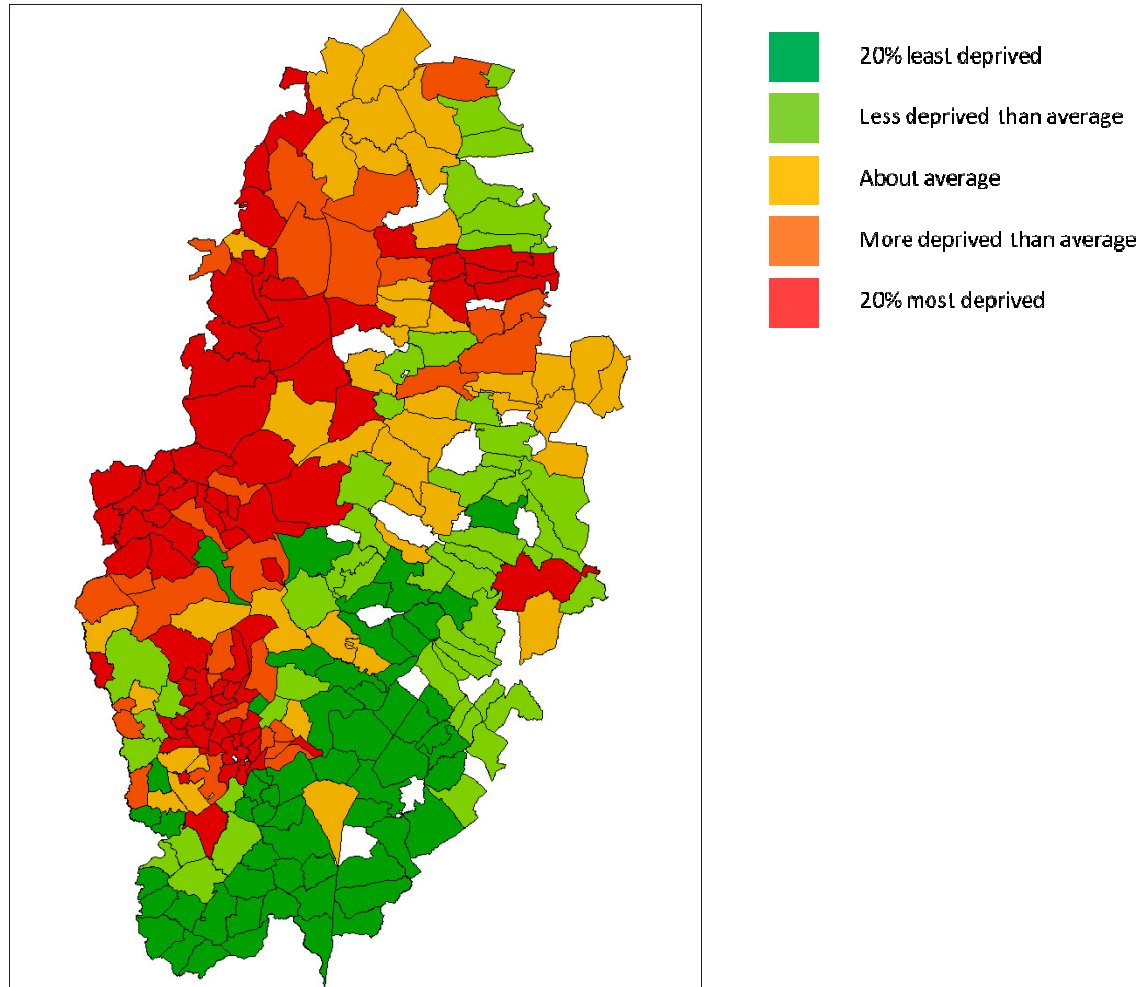 20% least deprived
Less deprived than average
About average
More deprived than average
20% most deprived